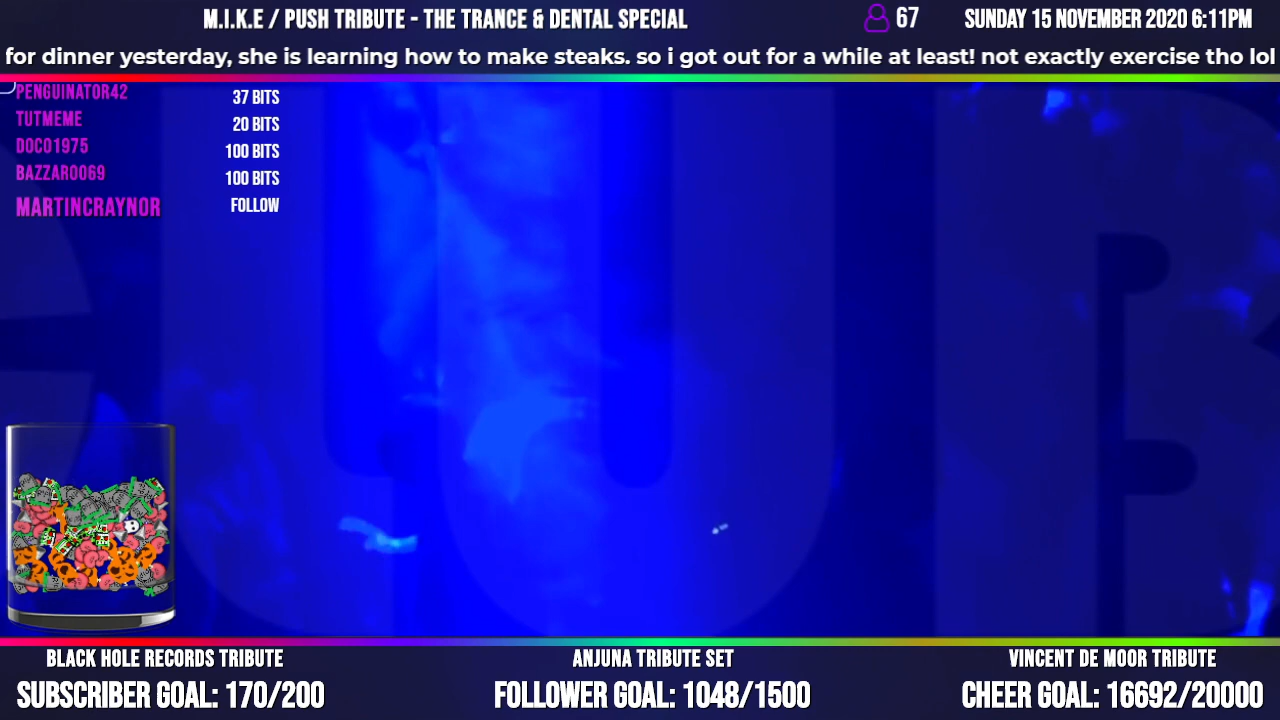 M.I.K.E / PUSH TRIBUTE - THE TRANCE & DENTAL SPECIAL
67
SUNDAY 15 NOVEMBER 2020 6:11PM
for dinner yesterday, she is learning how to make steaks. so i got out for a while at least! not exactly exercise tho lol
PENGUINATOR42 37 BITS
TUTMEME 20 BITS
DOCO1975 100 BITS
BAZZAROO69 100 BITS
MARTINCRAYNOR FOLLOW
BLACK HOLE RECORDS TRIBUTE
SUBSCRIBER GOAL: 170/200
ANJUNA TRIBUTE SET
FOLLOWER GOAL: 1048/1500
VINCENT DE MOOR TRIBUTE
CHEER GOAL: 16692/20000